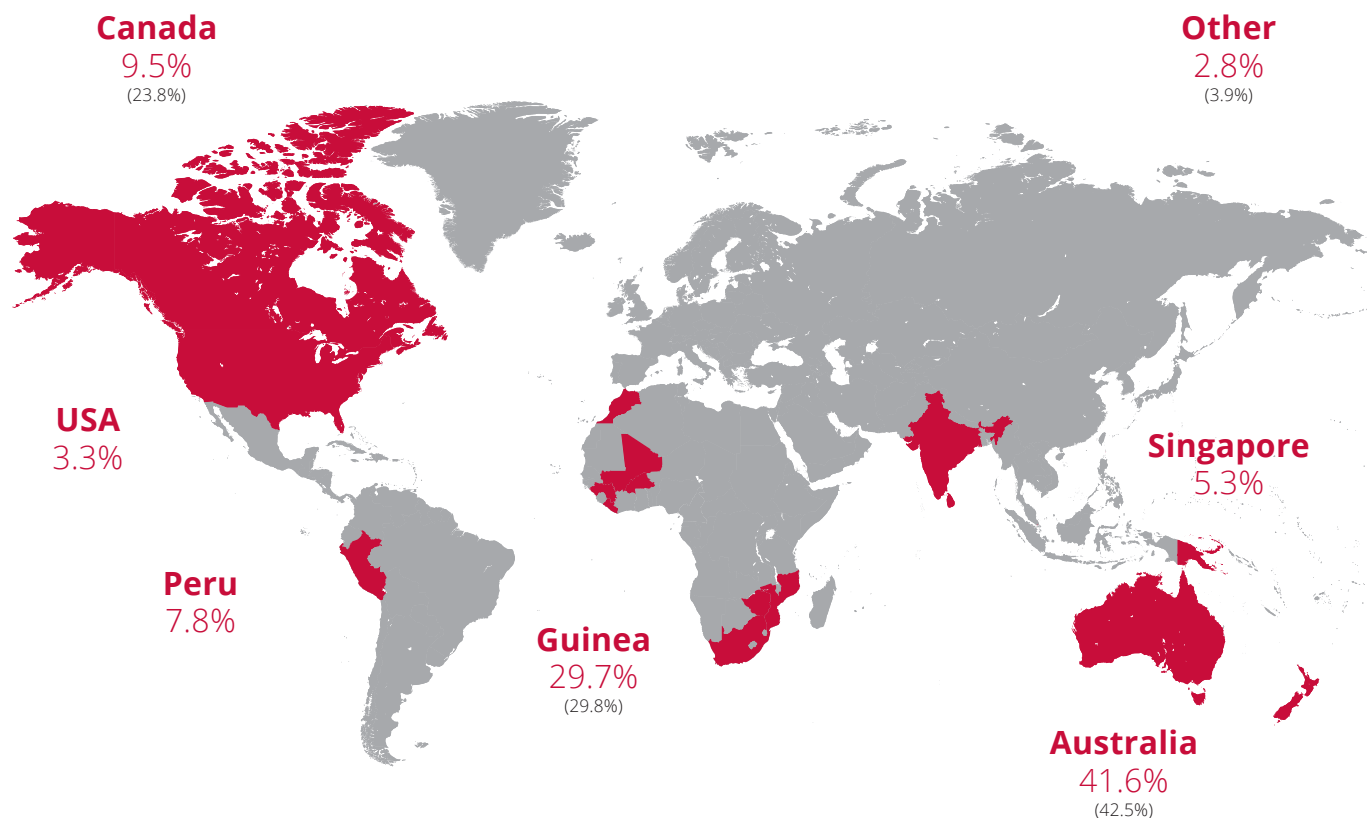 Canada
9.5%
(23.8%)
Other
2.8%
(3.9%)
USA
3.3%
Singapore
5.3%
Peru
7.8%
Guinea
29.7%
(29.8%)
Australia
41.6%
(42.5%)